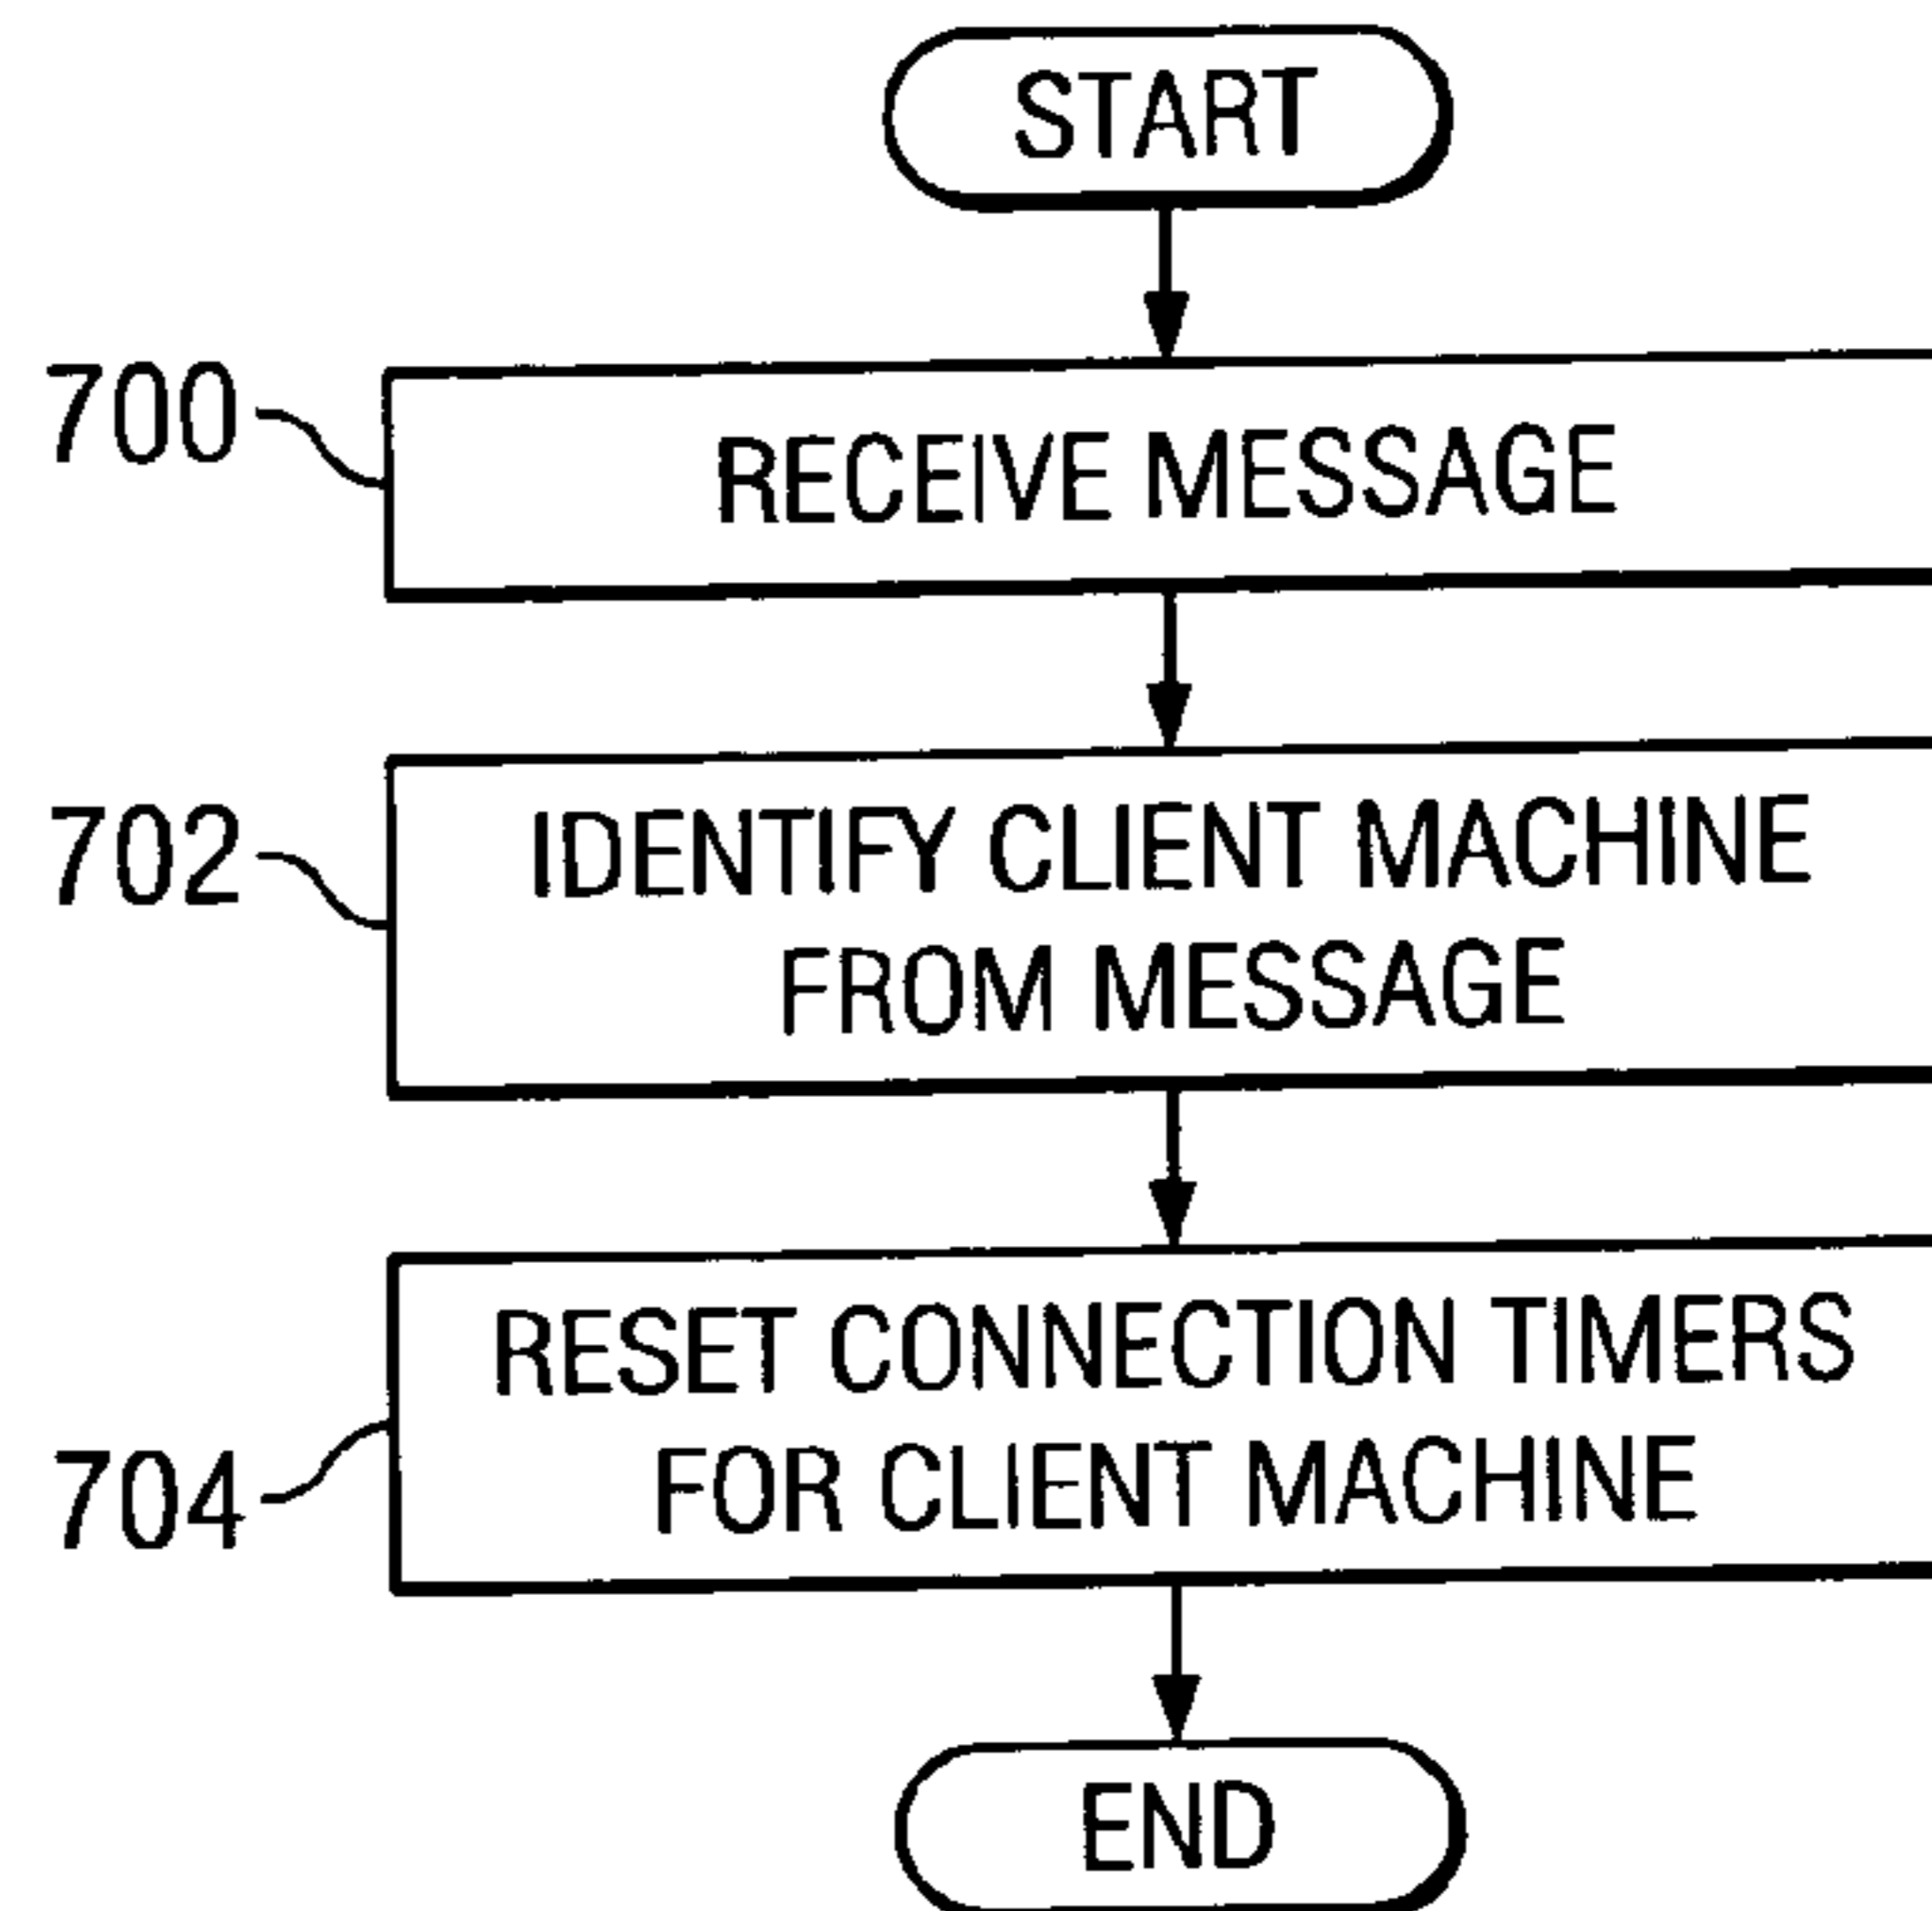 START
700
RECEIVE MESSAGE
702
IDENTIFY CLIENT MACHINE
FROM MESSAGE
RESET CONNECTION TIMERS
704
FOR CLIENT MACHINE
END